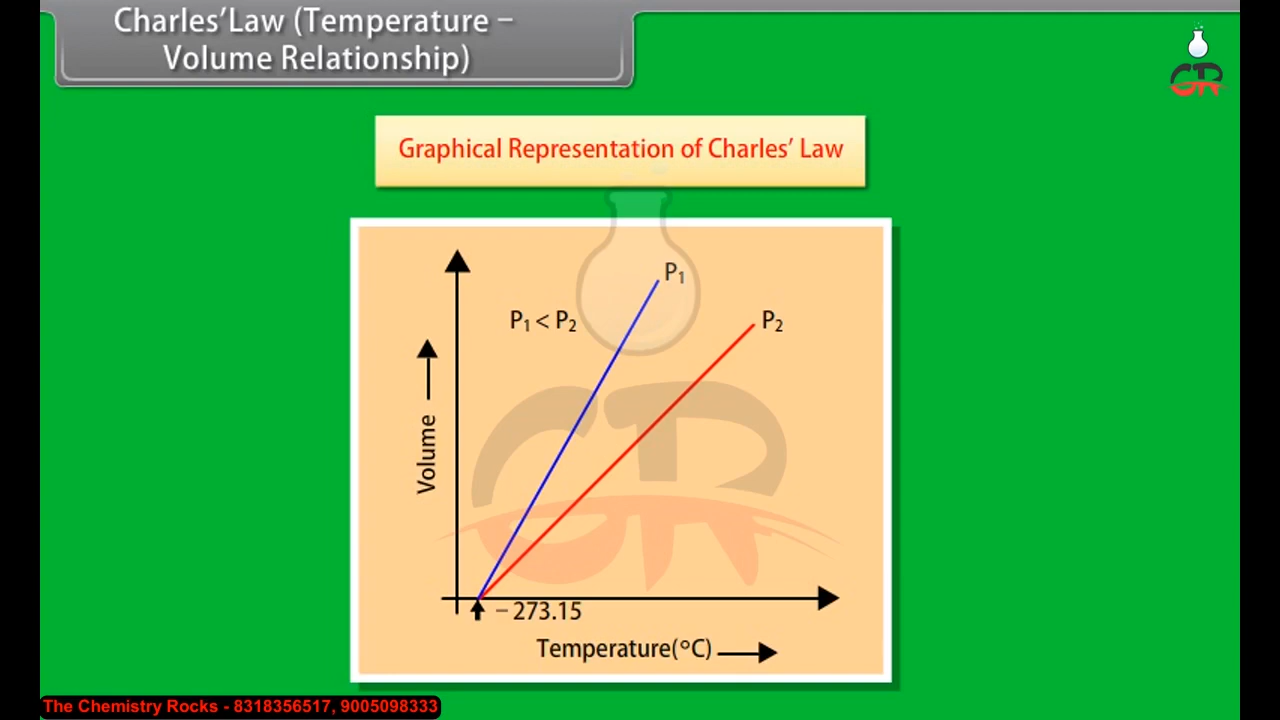 Charles’Law (Temperature –
Volume Relationship)
GR
Graphical Representation of Charles’ Law
P₁
P₁ < P₂
P₂
Volume
– 273.15
Temperature(°C)
The Chemistry Rocks - 8318356517, 9005098333